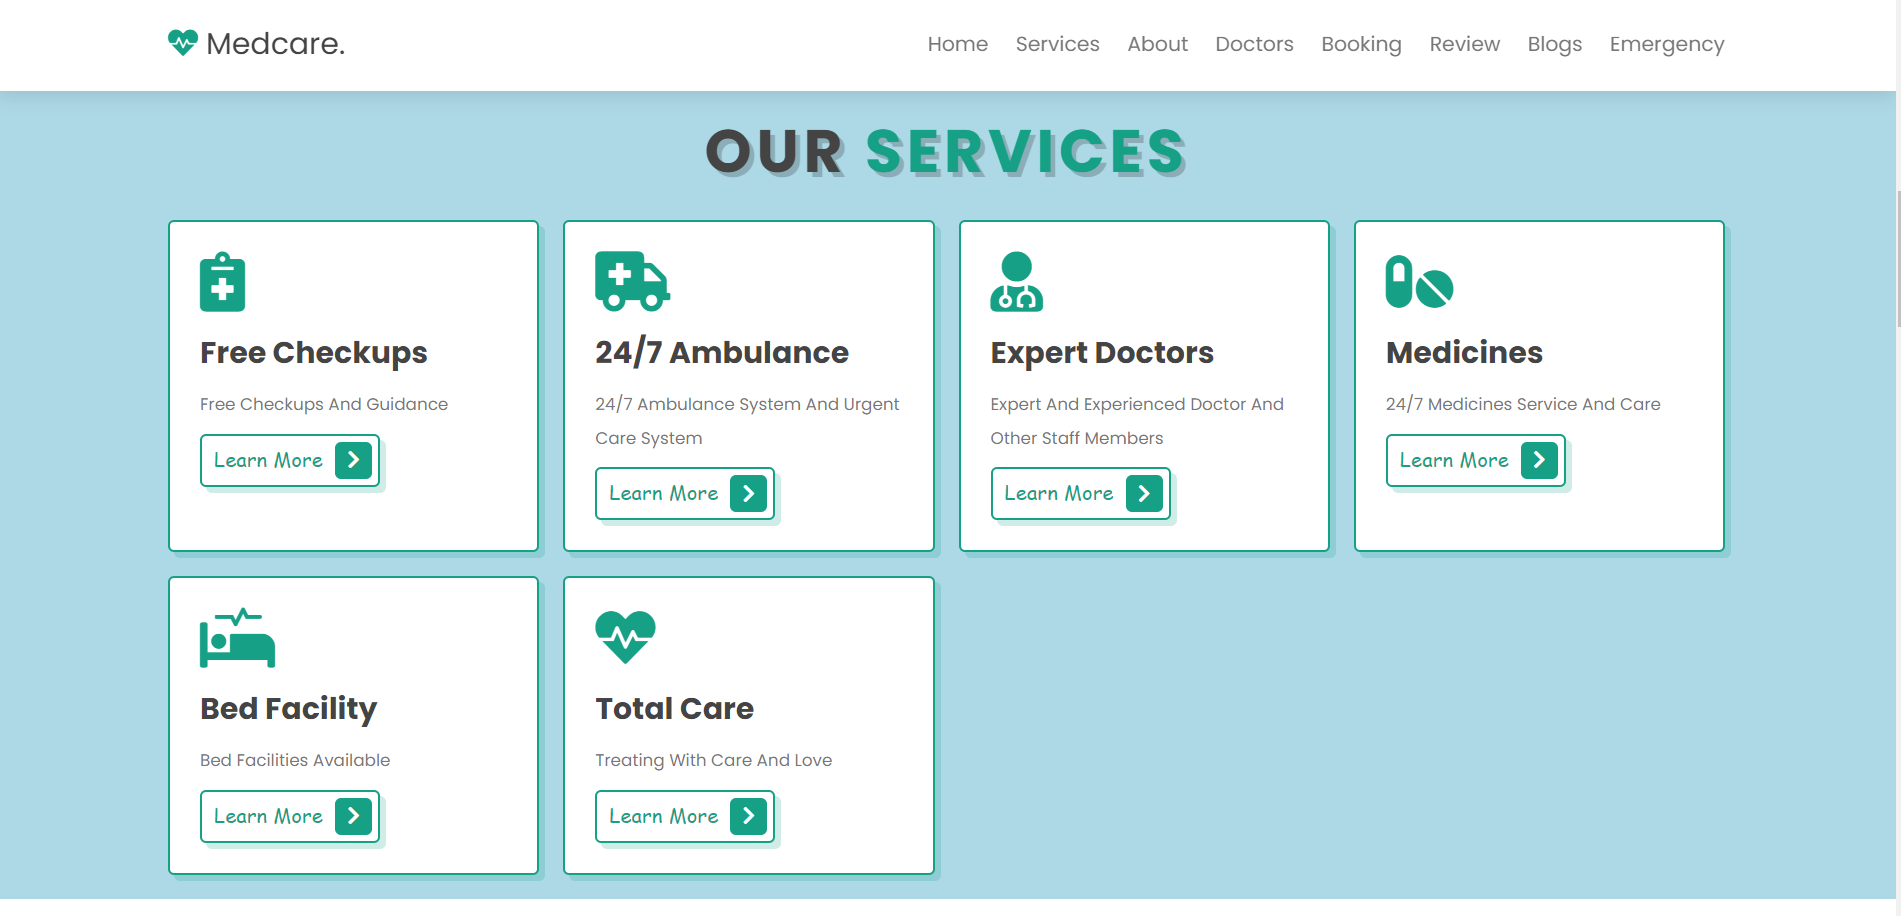 Medcare.
Home Services About Doctors Booking Review Blogs Emergency
OUR SERVICES
Free Checkups
Free Checkups And Guidance
Learn More
24/7 Ambulance
24/7 Ambulance System And Urgent
Care System
Learn More
Expert Doctors
Expert And Experienced Doctor And
Other Staff Members
Learn More
Medicines
24/7 Medicines Service And Care
Learn More
Bed Facility
Bed Facilities Available
Learn More
Total Care
Treating With Care And Love
Learn More